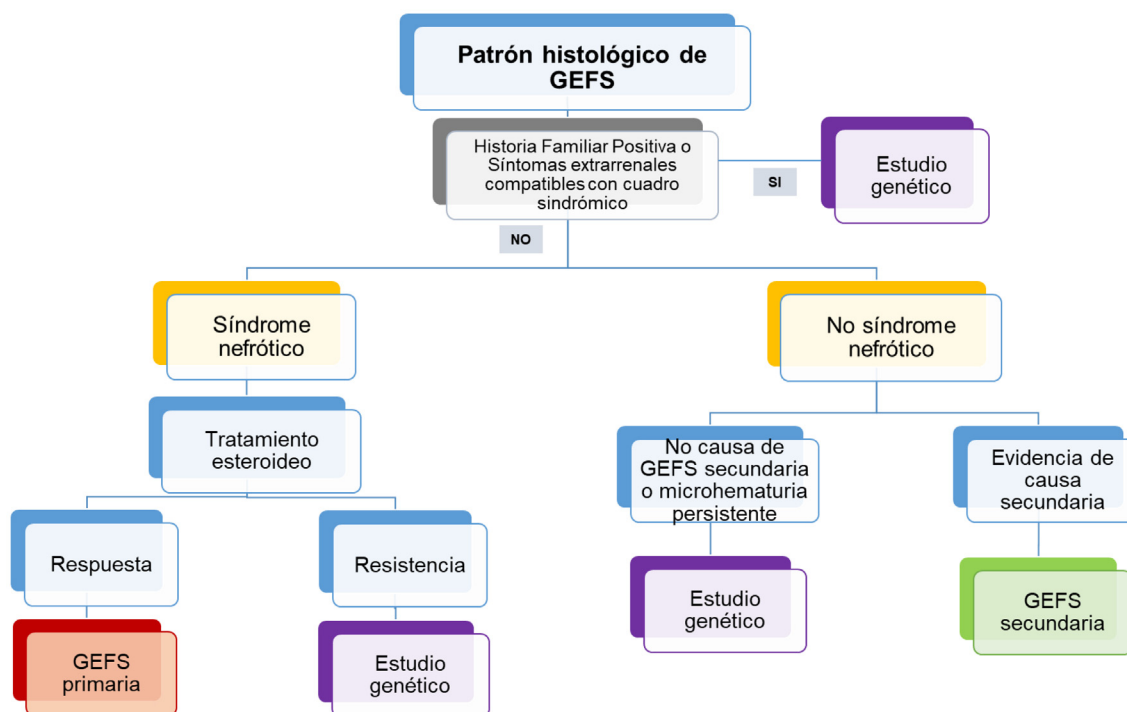 Patrón histológico de
GEFS
Historia Familiar Positiva o
Síntomas extrarrenales
compatibles con cuadro
sindrómico
SI
Estudio
genético
NO
Síndrome
nefrótico
No síndrome
nefrótico
Tratamiento
esteroideo
No causa de
GEFS secundaria
o microhematuria
persistente
Evidencia de
causa
secundaria
Respuesta
Resistencia
Estudio
genético
GEFS
secundaria
GEFS
primaria
Estudio
genético